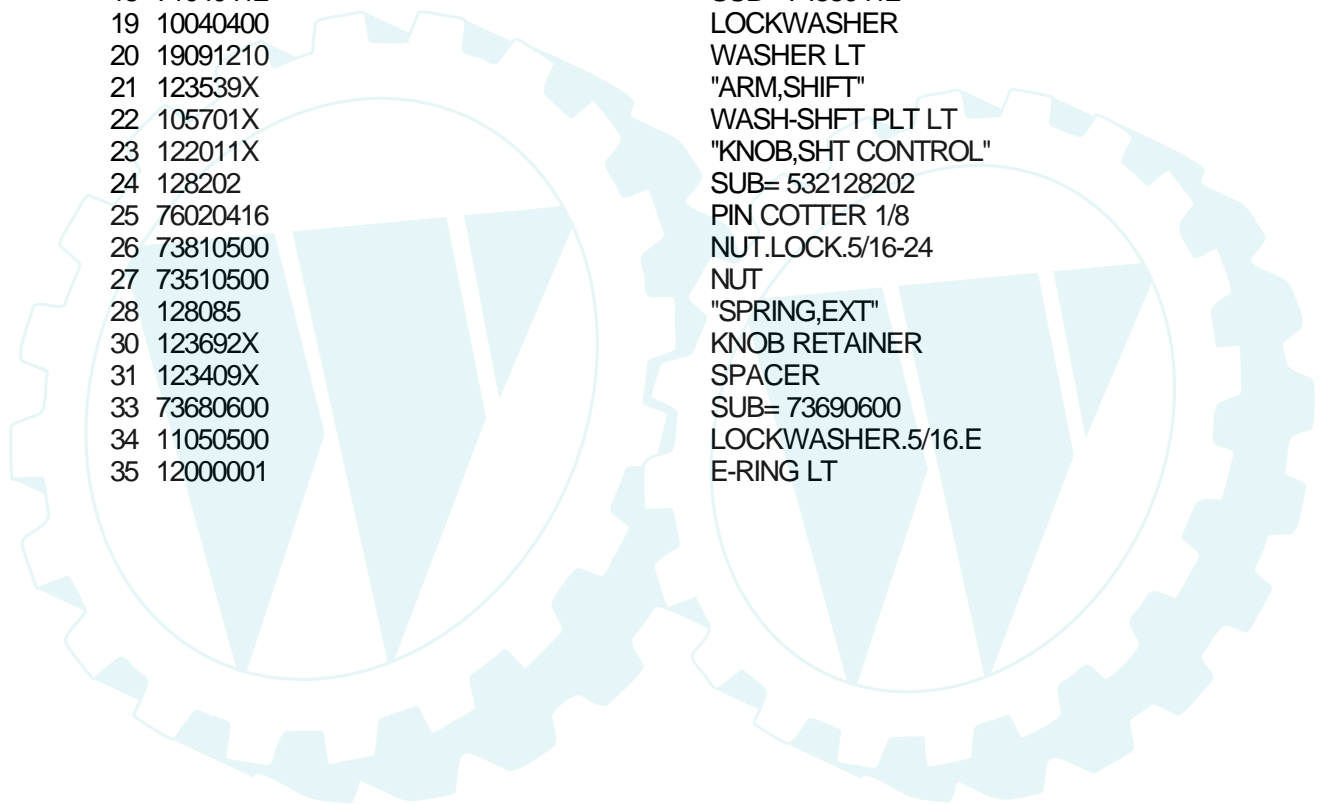 19 10040400 LOCKWASHER
20 19091210 WASHER LT
21 123539X "ARM,SHIFT"
22 105701X WASH-SHFT PLT LT
23 122011X "KNOB,SHT CONTROL"
24 128202 SUB= 532128202
25 76020416 PIN COTTER 1/8
26 73810500 NUT.LOCK.5/16-24
27 73510500 NUT
28 128085 "SPRING,EXT"
30 123692X KNOB RETAINER
31 123409X SPACER
33 73680600 SUB= 73690600
34 11050500 LOCKWASHER.5/16.E
35 12000001 E-RING LT